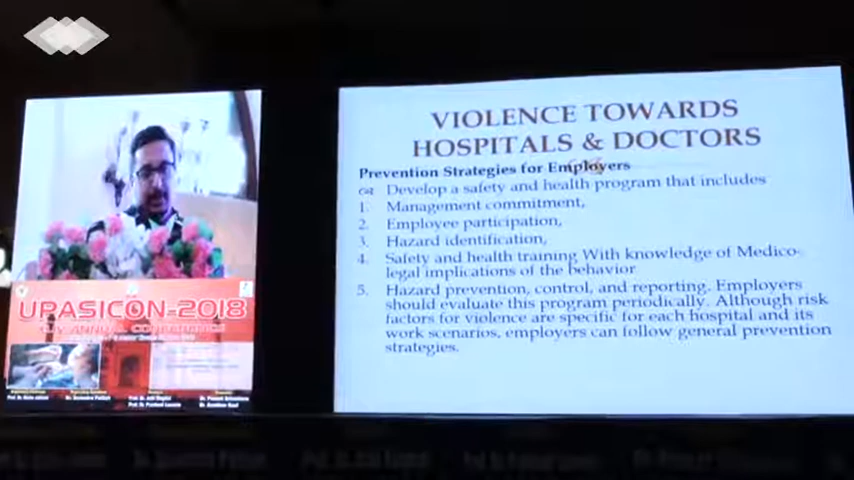 UPASICON-2018
ANNUAL CONFERENCE
VIOLENCE TOWARDS
HOSPITALS & DOCTORS
Prevention Strategies for Employers
Develop a safety and health program that includes
1. Management commitment,
2. Employee participation,
3. Hazard identification,
4. Safety and health training With knowledge of Medico-
legal implications of the behavior
5. Hazard prevention, control, and reporting. Employers
should evaluate this program periodically. Although risk
factors for violence are specific for each hospital and its
work scenarios, employers can follow general prevention
strategies.